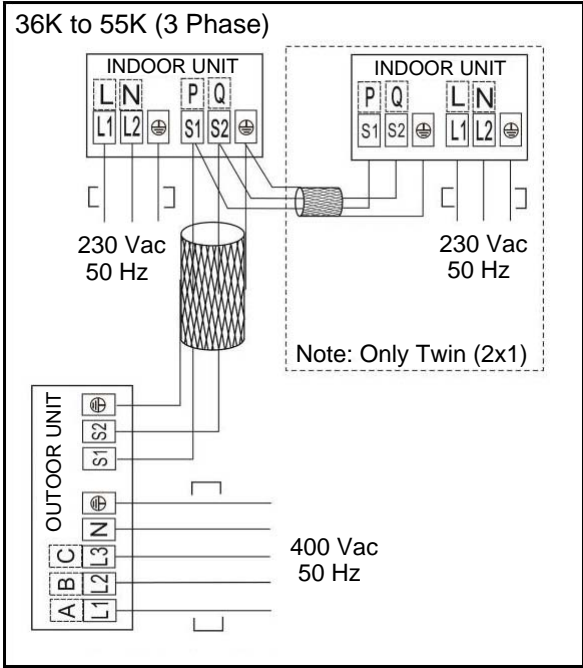 36K to 55K (3 Phase)
INDOOR UNIT
L N P Q
L1 L2 S1 S2
230 Vac
50 Hz
INDOOR UNIT
P Q L N
S1 S2 L1 L2
230 Vac
50 Hz
Note: Only Twin (2x1)
OUTOOR UNIT
S2
S1
N
C L3
B L2
A L1
400 Vac
50 Hz